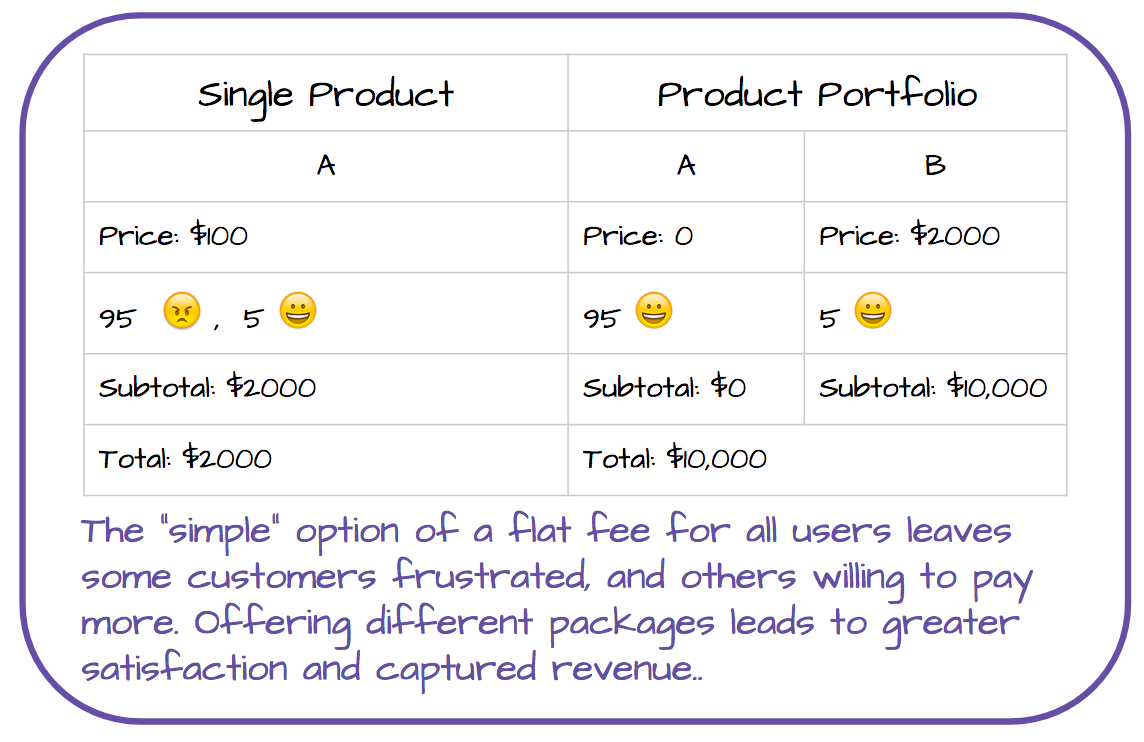 Single Product Product Portfolio
A A B
Price: $100 Price: 0 Price: $2000
95 😠 , 5 😀 95 😀 5 😀
Subtotal: $2000 Subtotal: $0 Subtotal: $10,000
Total: $2000 Total: $10,000
The "simple" option of a flat fee for all users leaves
some customers frustrated, and others willing to pay
more. Offering different packages leads to greater
satisfaction and captured revenue..